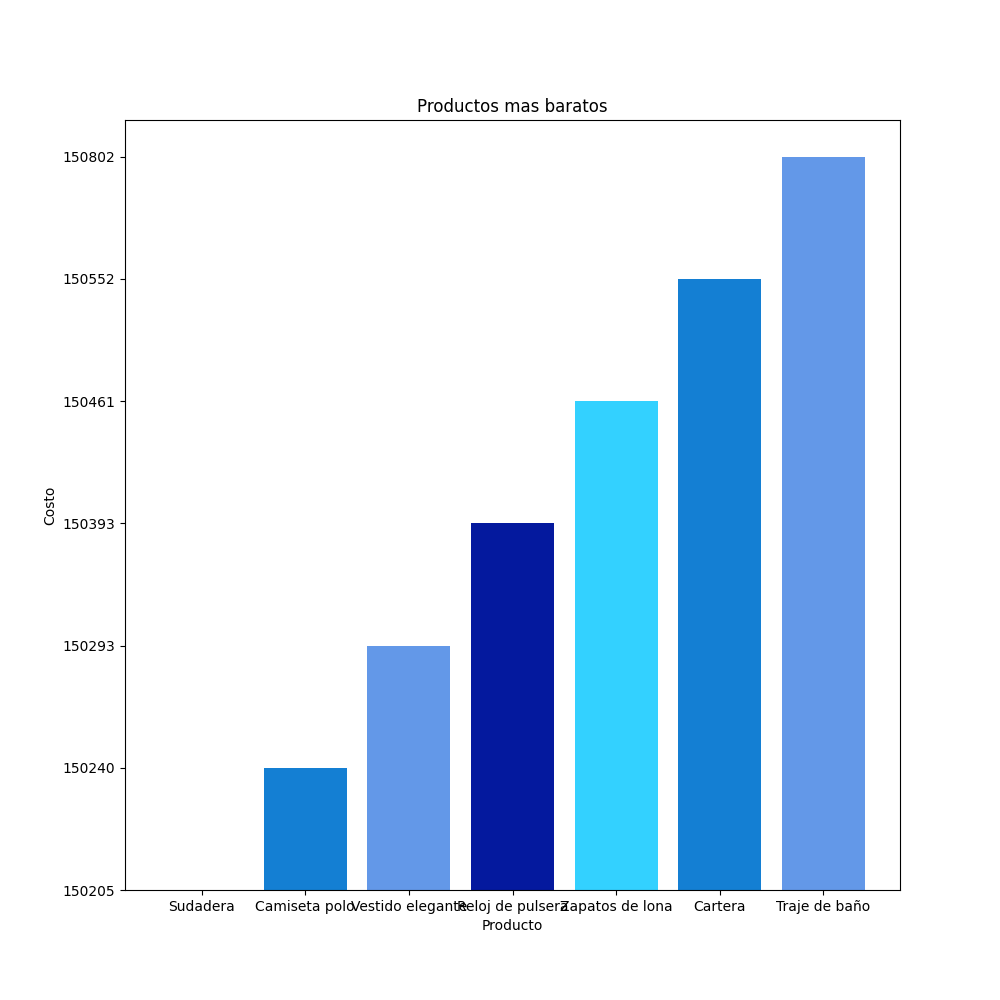 Productos mas baratos
150802
150552
150461
150393
150293
150240
150205
Costo
Sudadera
Camiseta polo
Vestido elegante
Reloj de pulsera
Zapatos de lona
Cartera
Traje de baño
Producto